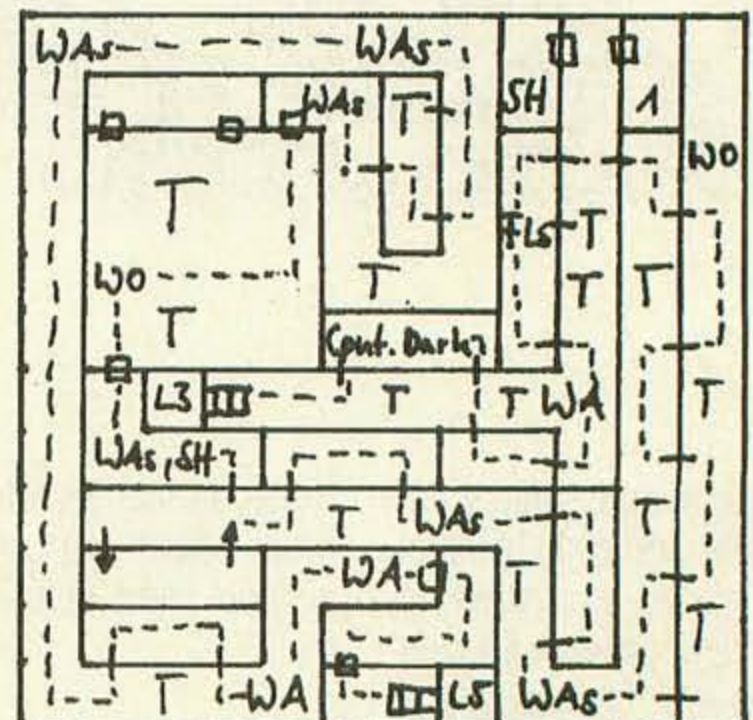 WAs WAs
WAs T SH 1
WO
T
FLs T
WO T T T
T
Cont. Dark
L3 T T WA T
WAs, SH
T WAs T
WA T
T
T WA L5 WAs